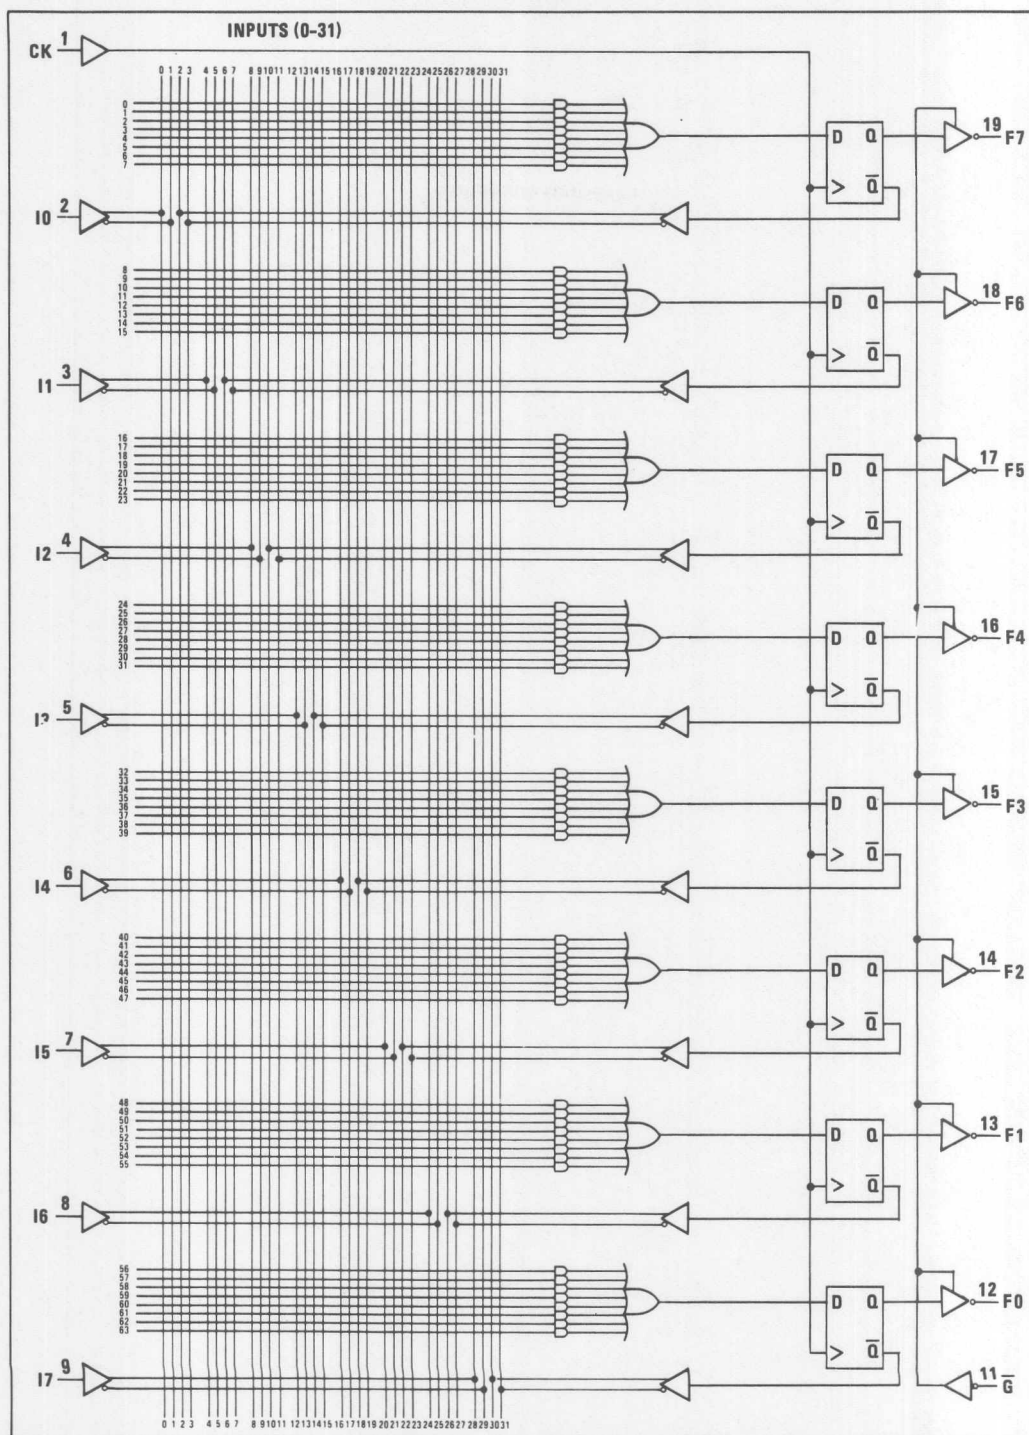 INPUTS (0-31)
CK 1
0 1 2 3 4 5 6 7 8 9 10 11 12 13 14 15 16 17 18 19 20 21 22 23 24 25 26 27 28 29 30 31
0
1
2
3
4
5
6
7
D Q
> Q̅
19 F7
I0 2
8
9
10
11
12
13
14
15
D Q
> Q̅
18 F6
I1 3
16
17
18
19
20
21
22
23
D Q
> Q̅
17 F5
I2 4
24
25
26
27
28
29
30
31
D Q
> Q̅
16 F4
I? 5
32
33
34
35
36
37
38
39
D Q
> Q̅
15 F3
I4 6
40
41
42
43
44
45
46
47
D Q
> Q̅
14 F2
I5 7
48
49
50
51
52
53
54
55
D Q
> Q̅
13 F1
I6 8
56
57
58
59
60
61
62
63
D Q
> Q̅
12 F0
I7 9
11 G̅
0 1 2 3 4 5 6 7 8 9 10 11 12 13 14 15 16 17 18 19 20 21 22 23 24 25 26 27 28 29 30 31